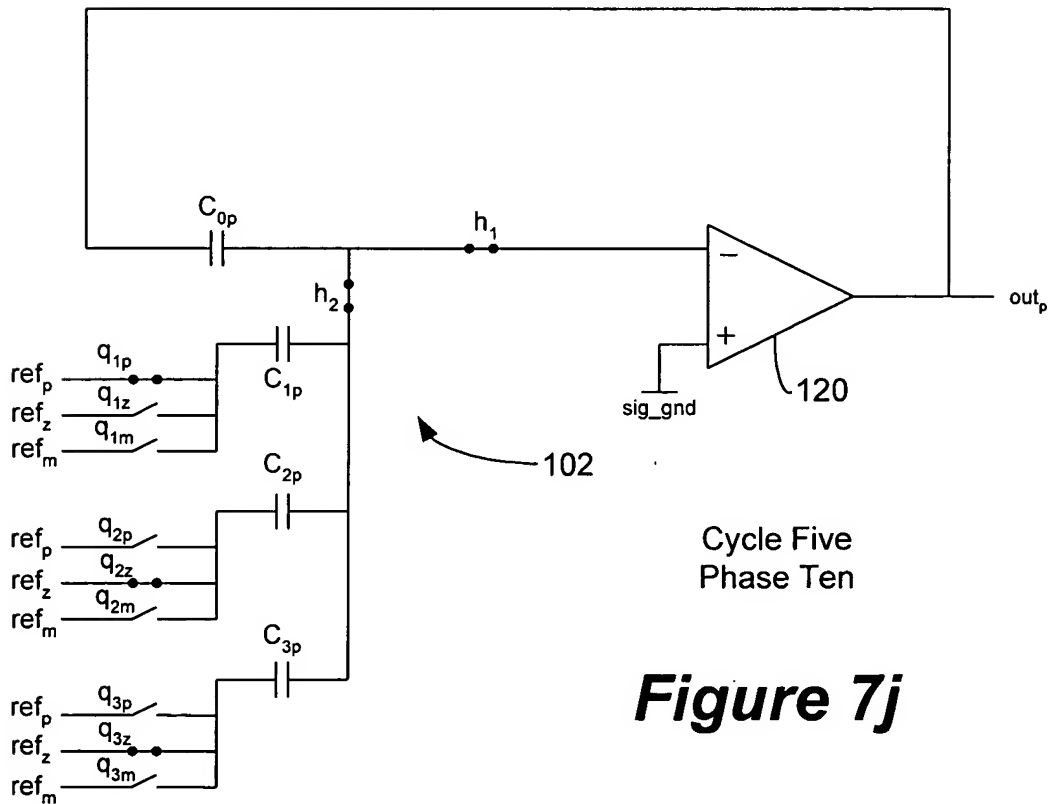 C0p
h1
−
h2
outp
q1p
refp
C1p
+
120
q1z
refz
sig_gnd
q1m
refm
C2p
102
q2p
refp
Cycle Five
q2z
refz
Phase Ten
q2m
refm
C3p
q3p
refp
Figure 7j
q3z
refz
q3m
refm